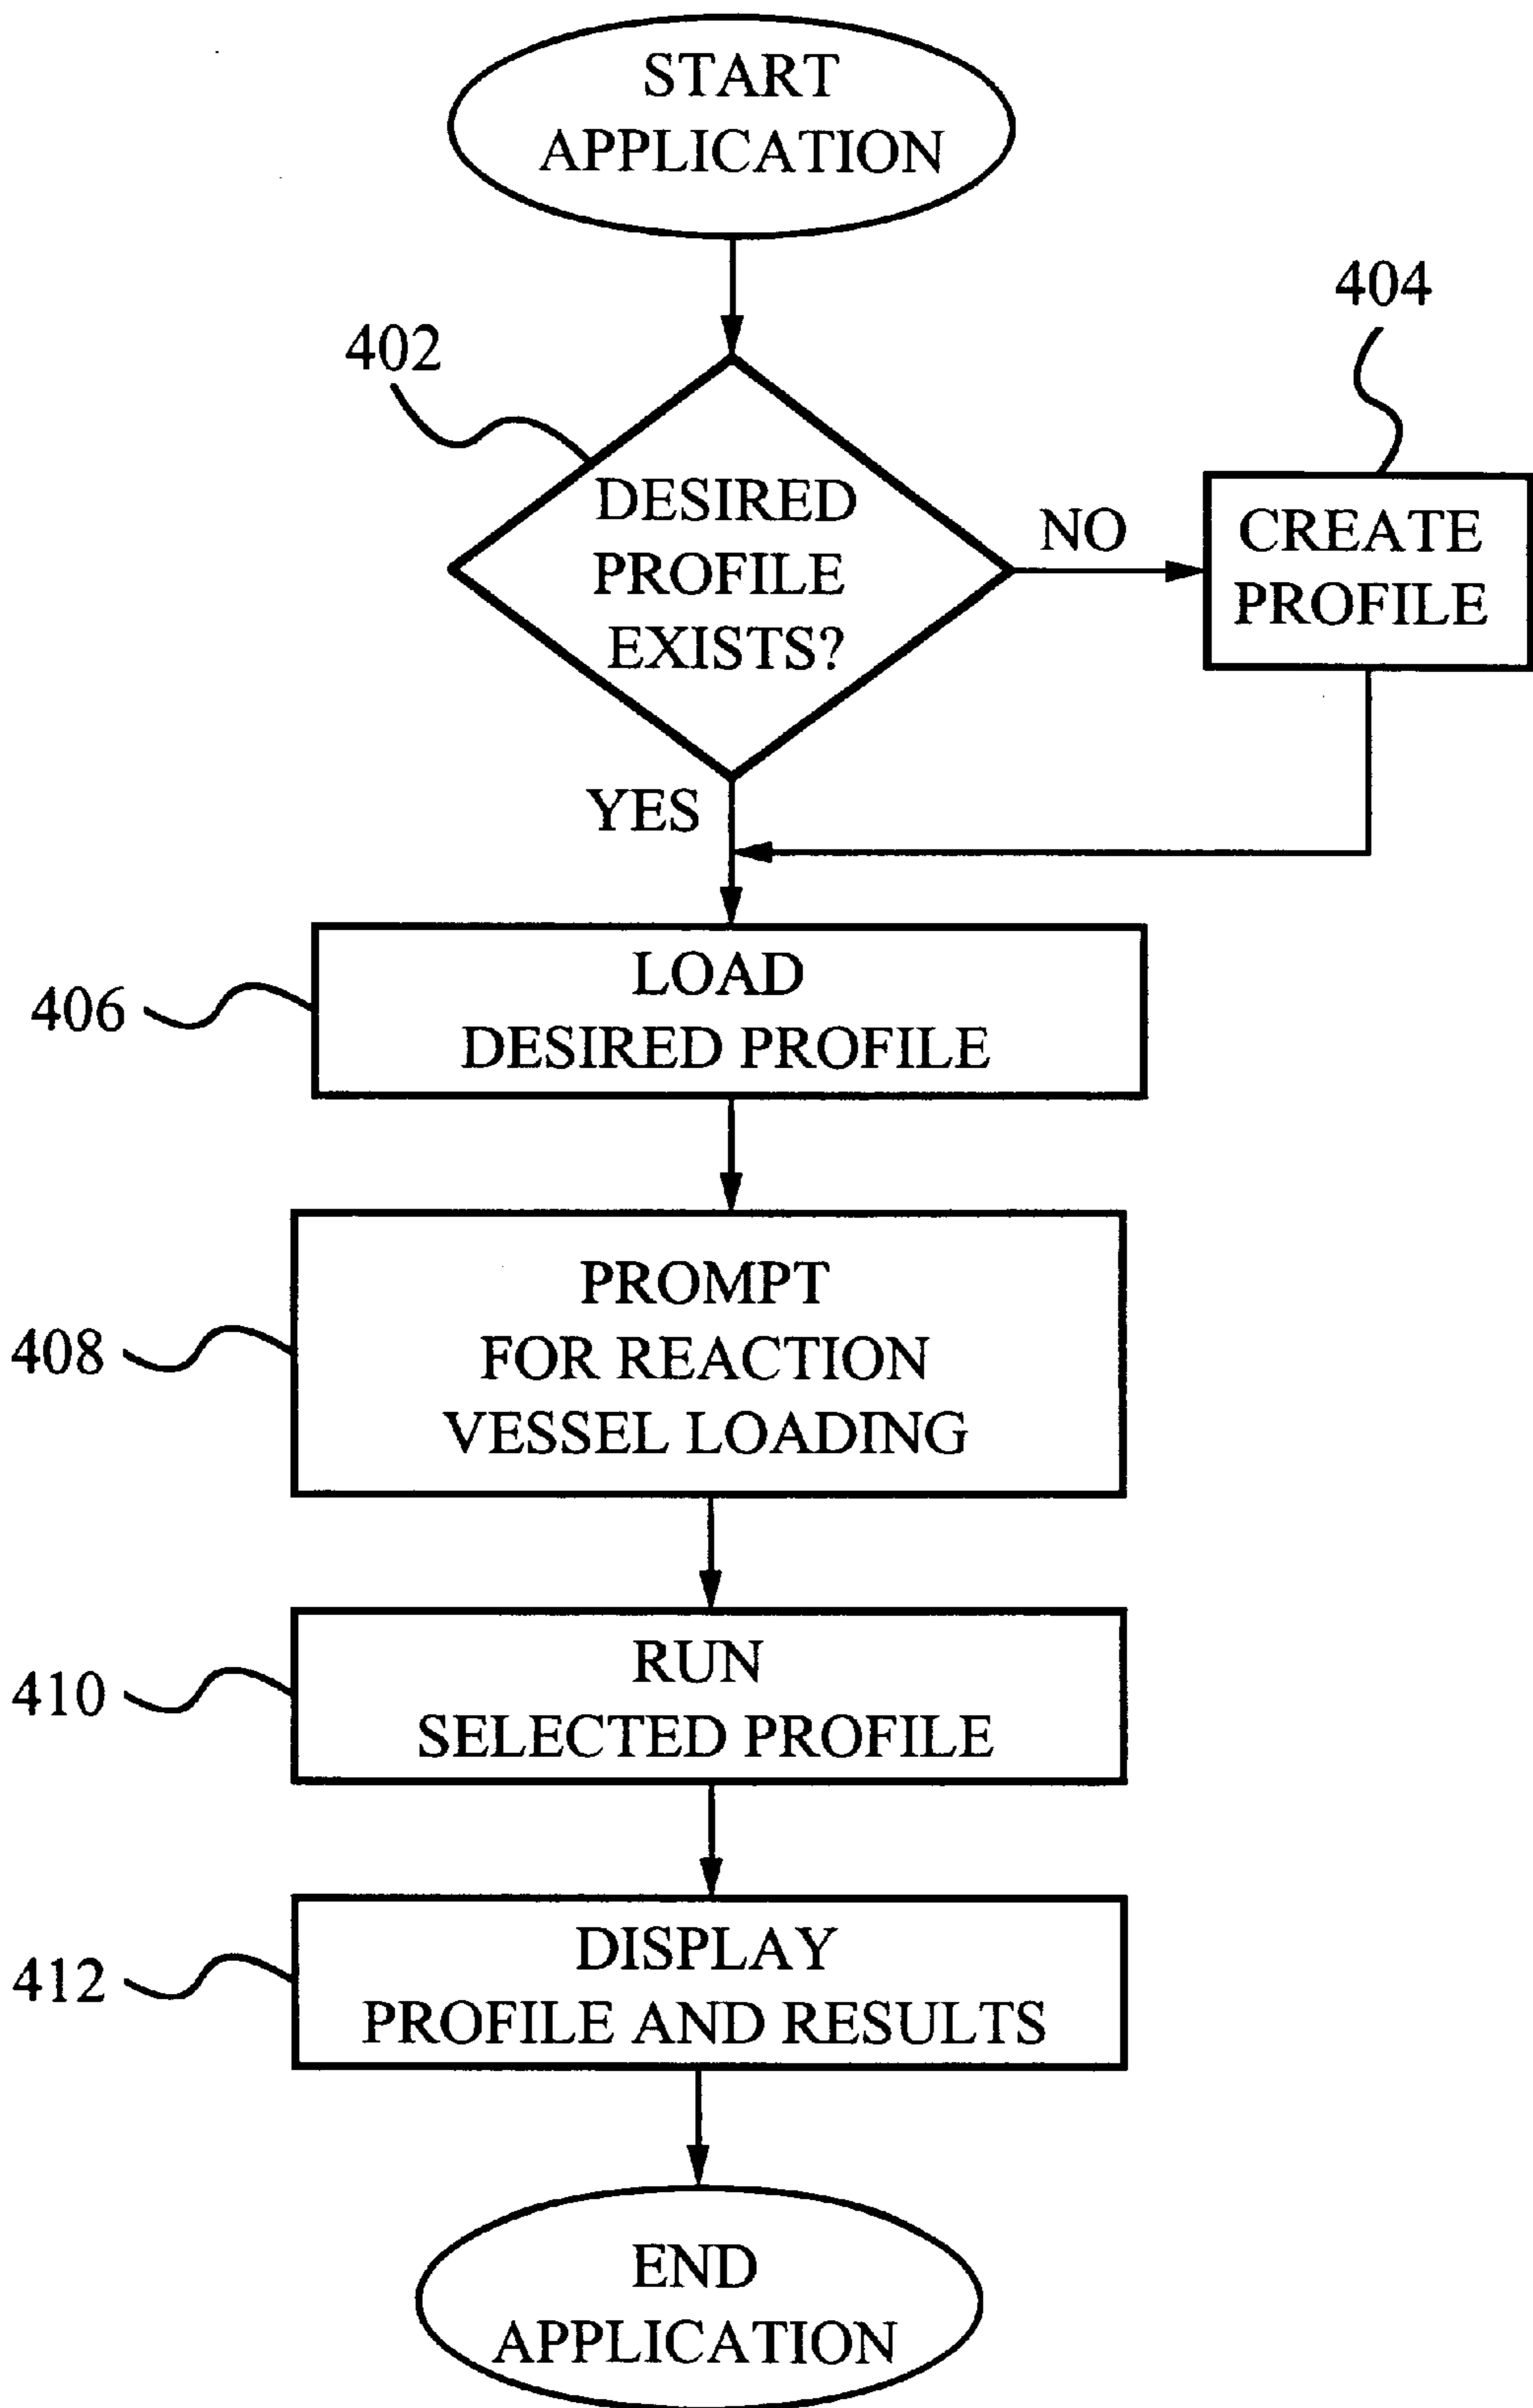 START
APPLICATION
404
402
DESIRED
PROFILE
EXISTS?
NO
CREATE
PROFILE
YES
LOAD
DESIRED PROFILE
406
PROMPT
FOR REACTION
VESSEL LOADING
408
RUN
SELECTED PROFILE
410
DISPLAY
PROFILE AND RESULTS
412
END
APPLICATION